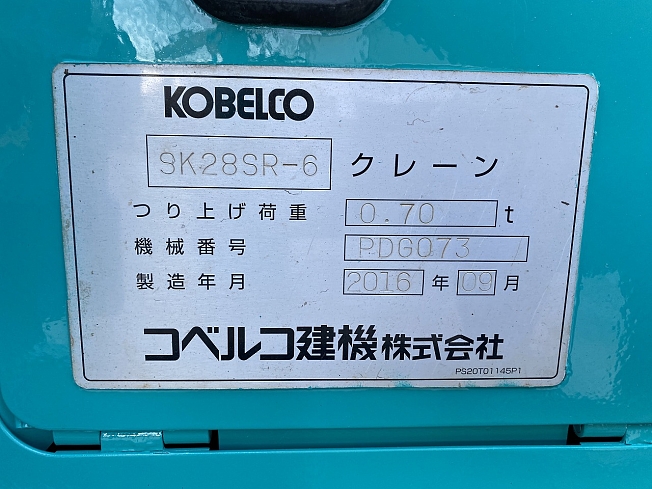 KOBELCO
SK28SR-6 クレーン
つり上げ荷重 0.70 t
機械番号 PDG073
製造年月 2016 年 09 月
コベルコ建機株式会社
PS20T01145P1